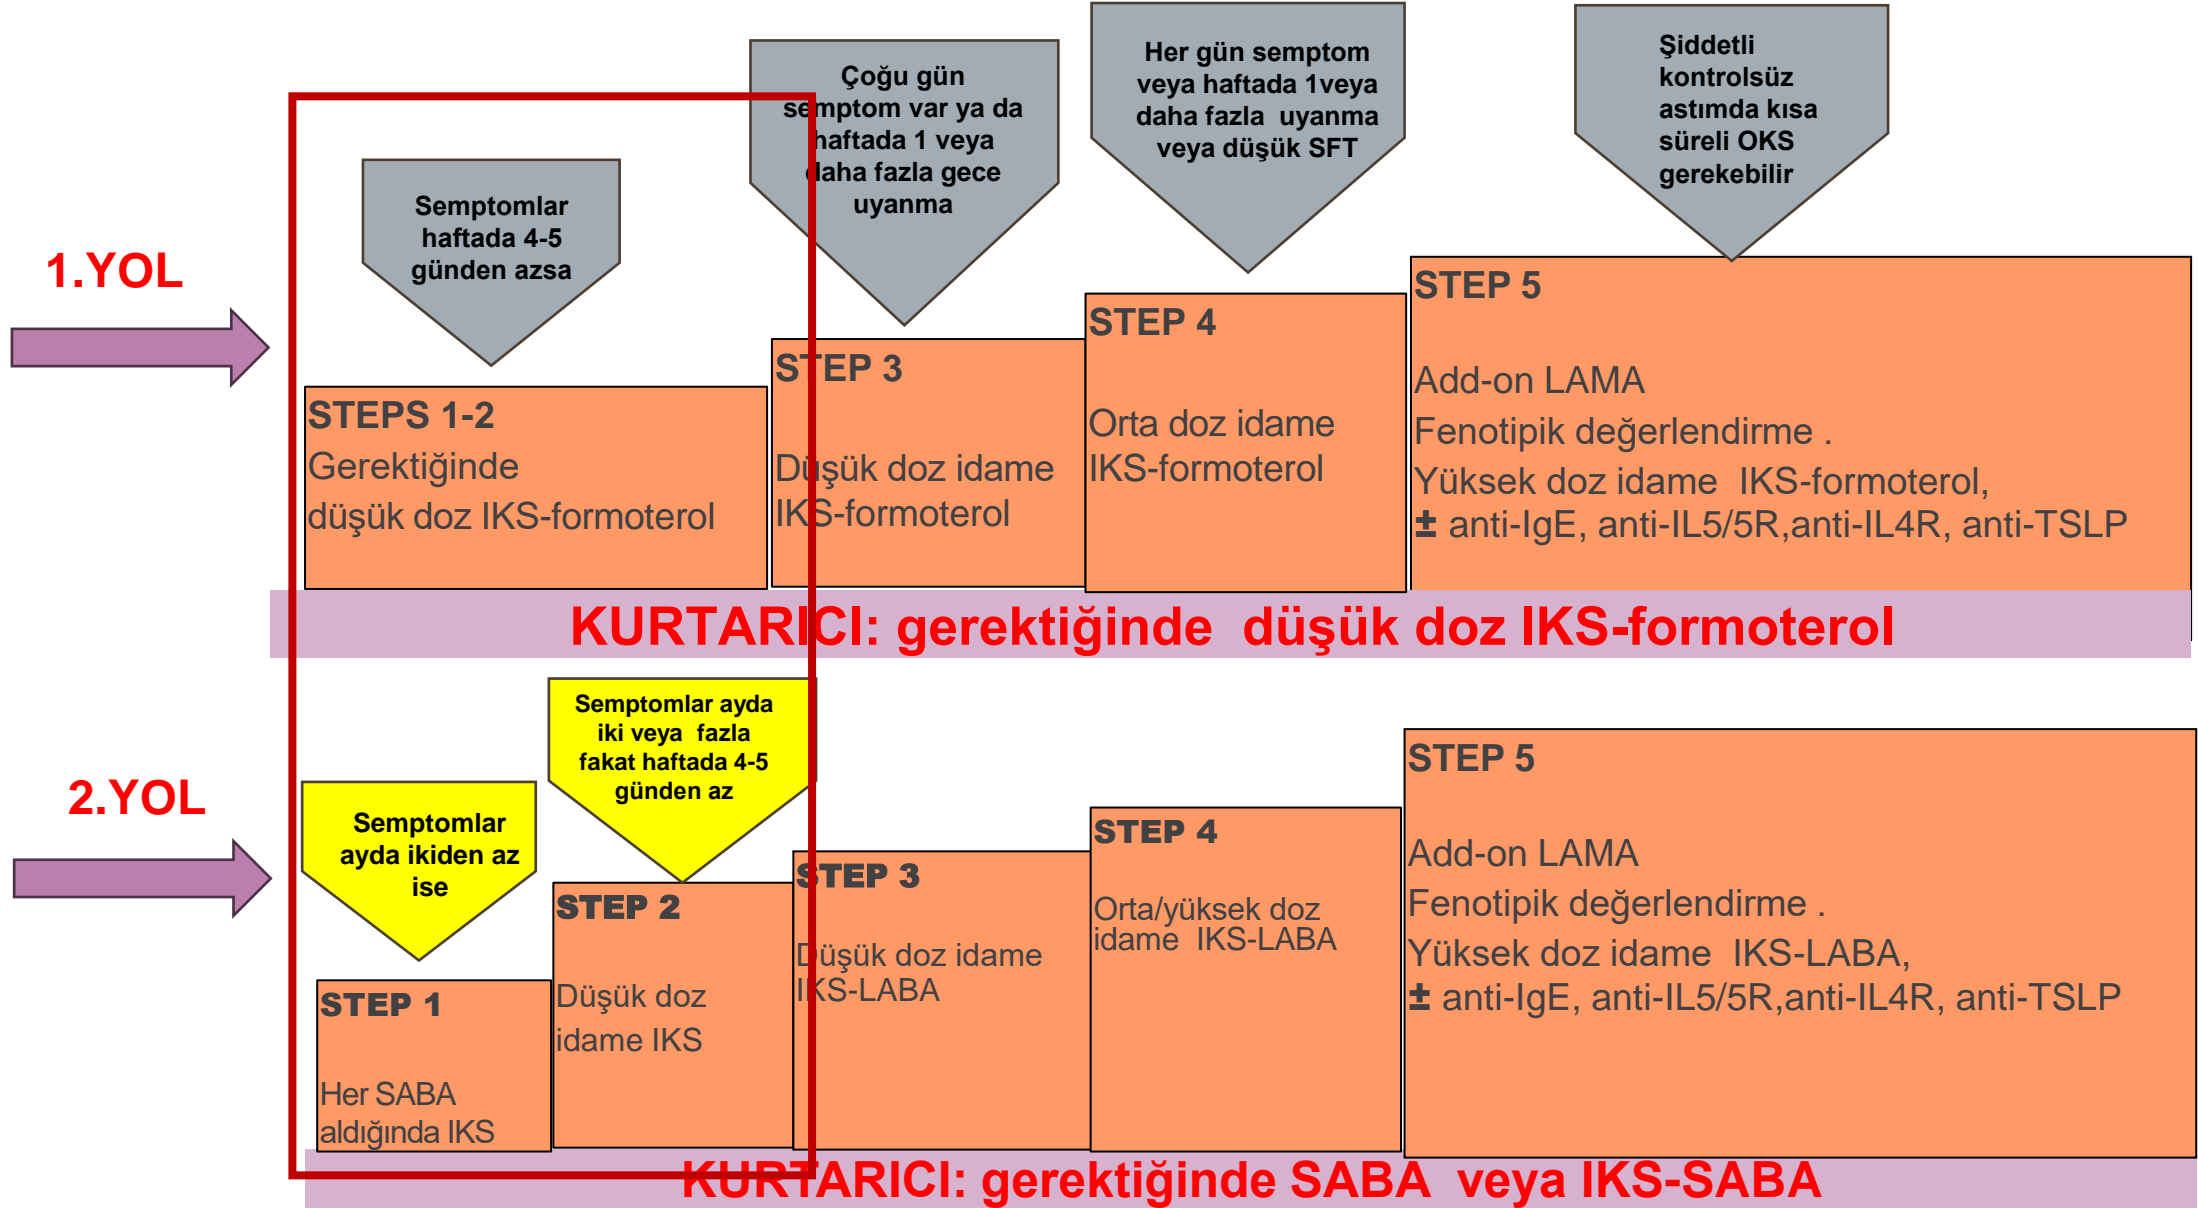 Semptomlar
haftada 4-5
günden azsa
Çoğu gün
semptom var ya da
haftada 1 veya
daha fazla gece
uyanma
Her gün semptom
veya haftada 1veya
daha fazla uyanma
veya düşük SFT
Şiddetli
kontrolsüz
astımda kısa
süreli OKS
gerekebilir
1.YOL
STEPS 1-2
Gerektiğinde
düşük doz IKS-formoterol
STEP 3
Düşük doz idame
IKS-formoterol
STEP 4
Orta doz idame
IKS-formoterol
STEP 5
Add-on LAMA
Fenotipik değerlendirme .
Yüksek doz idame IKS-formoterol,
± anti-IgE, anti-IL5/5R,anti-IL4R, anti-TSLP
KURTARICI: gerektiğinde düşük doz IKS-formoterol
2.YOL
Semptomlar
ayda ikiden az
ise
Semptomlar ayda
iki veya fazla
fakat haftada 4-5
günden az
STEP 1
Her SABA
aldığında IKS
STEP 2
Düşük doz
idame IKS
STEP 3
Düşük doz idame
IKS-LABA
STEP 4
Orta/yüksek doz
idame IKS-LABA
STEP 5
Add-on LAMA
Fenotipik değerlendirme .
Yüksek doz idame IKS-LABA,
± anti-IgE, anti-IL5/5R,anti-IL4R, anti-TSLP
KURTARICI: gerektiğinde SABA veya IKS-SABA